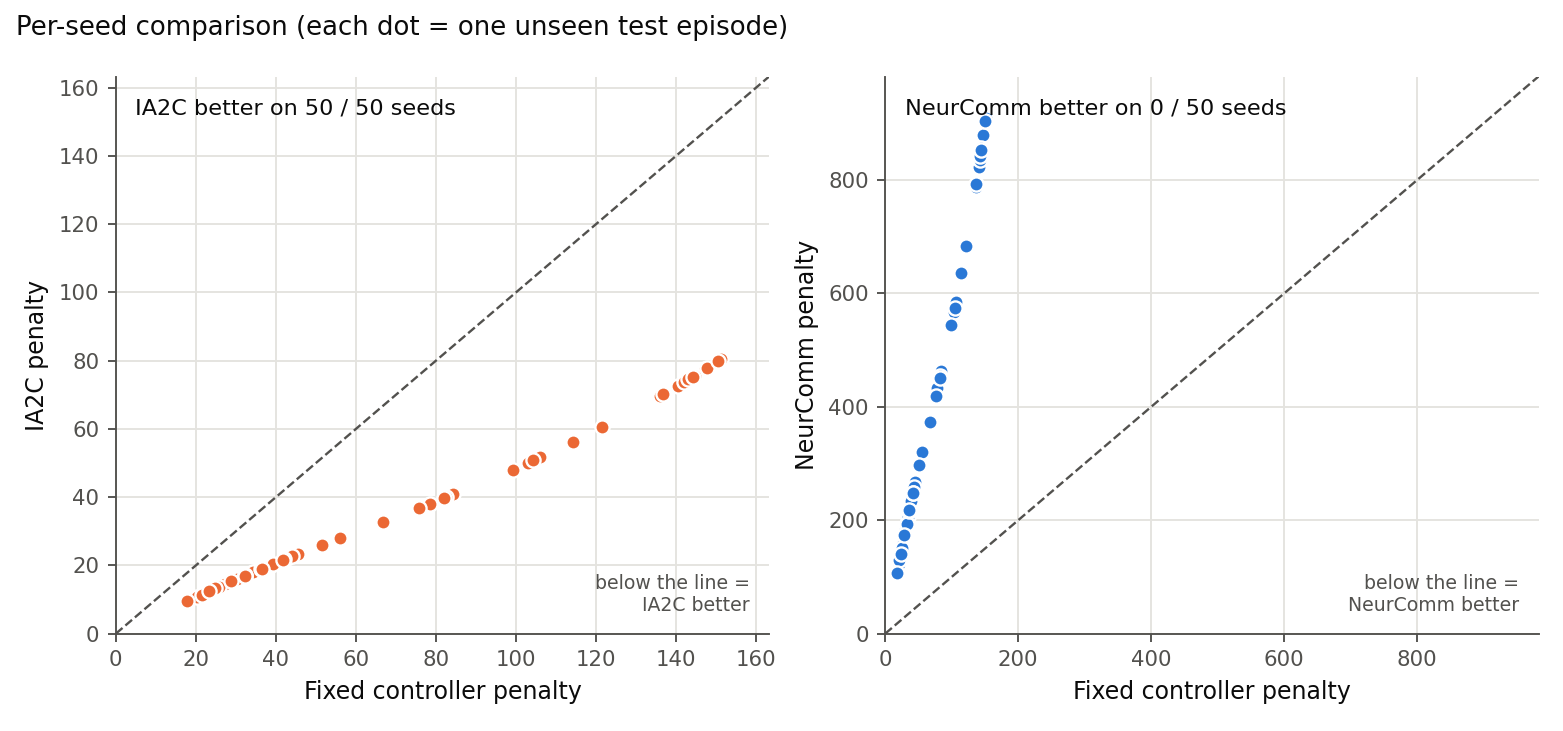 Per-seed comparison (each dot = one unseen test episode)
IA2C better on 50 / 50 seeds
160
140
120
100
80
60
40
20
0
IA2C penalty
below the line =
IA2C better
0 20 40 60 80 100 120 140 160
Fixed controller penalty
NeurComm better on 0 / 50 seeds
800
600
400
200
0
NeurComm penalty
below the line =
NeurComm better
0 200 400 600 800
Fixed controller penalty